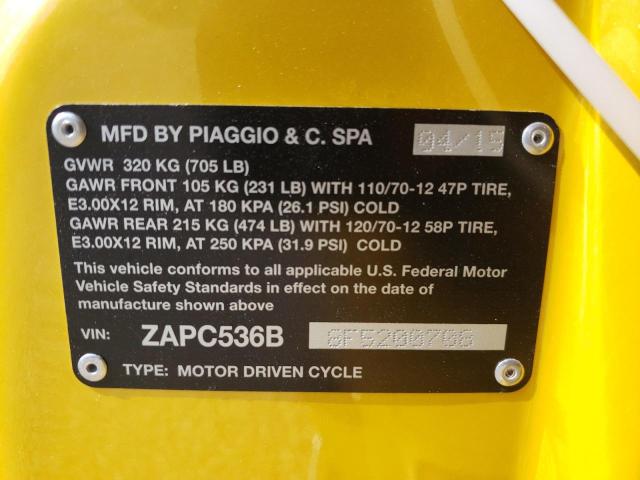 MFD BY PIAGGIO & C. SPA 04/15
GVWR 320 KG (705 LB)
GAWR FRONT 105 KG (231 LB) WITH 110/70-12 47P TIRE,
E3.00X12 RIM, AT 180 KPA (26.1 PSI) COLD
GAWR REAR 215 KG (474 LB) WITH 120/70-12 58P TIRE,
E3.00X12 RIM, AT 250 KPA (31.9 PSI) COLD
This vehicle conforms to all applicable U.S. Federal Motor
Vehicle Safety Standards in effect on the date of
manufacture shown above
VIN: ZAPC536B 6F5200706
TYPE: MOTOR DRIVEN CYCLE